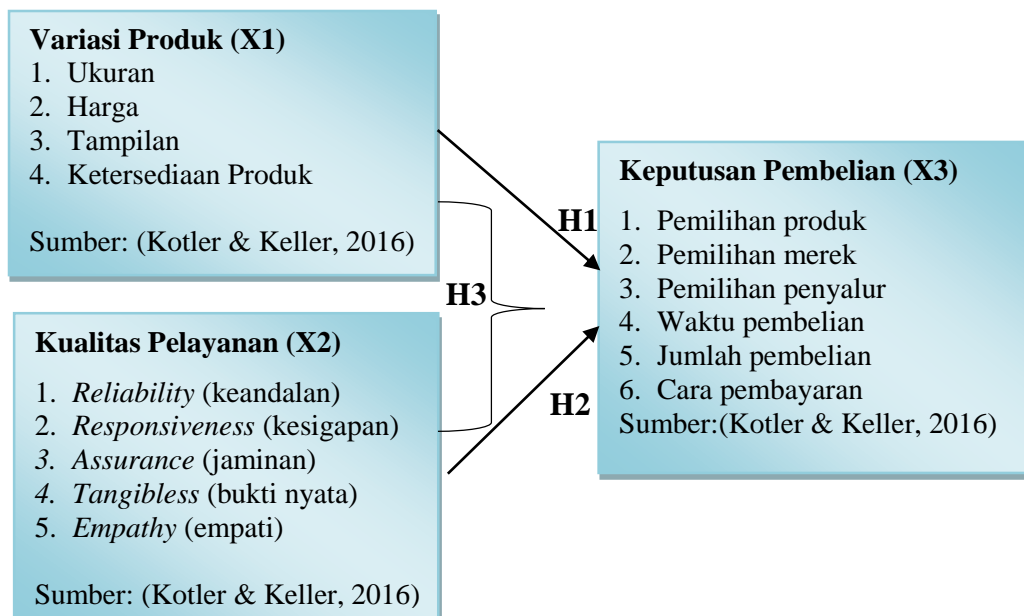 Variasi Produk (X1)
1. Ukuran
2. Harga
3. Tampilan
4. Ketersediaan Produk
Sumber: (Kotler & Keller, 2016)
H1
H3
Kualitas Pelayanan (X2)
1. Reliability (keandalan)
2. Responsiveness (kesigapan)
3. Assurance (jaminan)
4. Tangibless (bukti nyata)
5. Empathy (empati)
Sumber: (Kotler & Keller, 2016)
H2
Keputusan Pembelian (X3)
1. Pemilihan produk
2. Pemilihan merek
3. Pemilihan penyalur
4. Waktu pembelian
5. Jumlah pembelian
6. Cara pembayaran
Sumber:(Kotler & Keller, 2016)